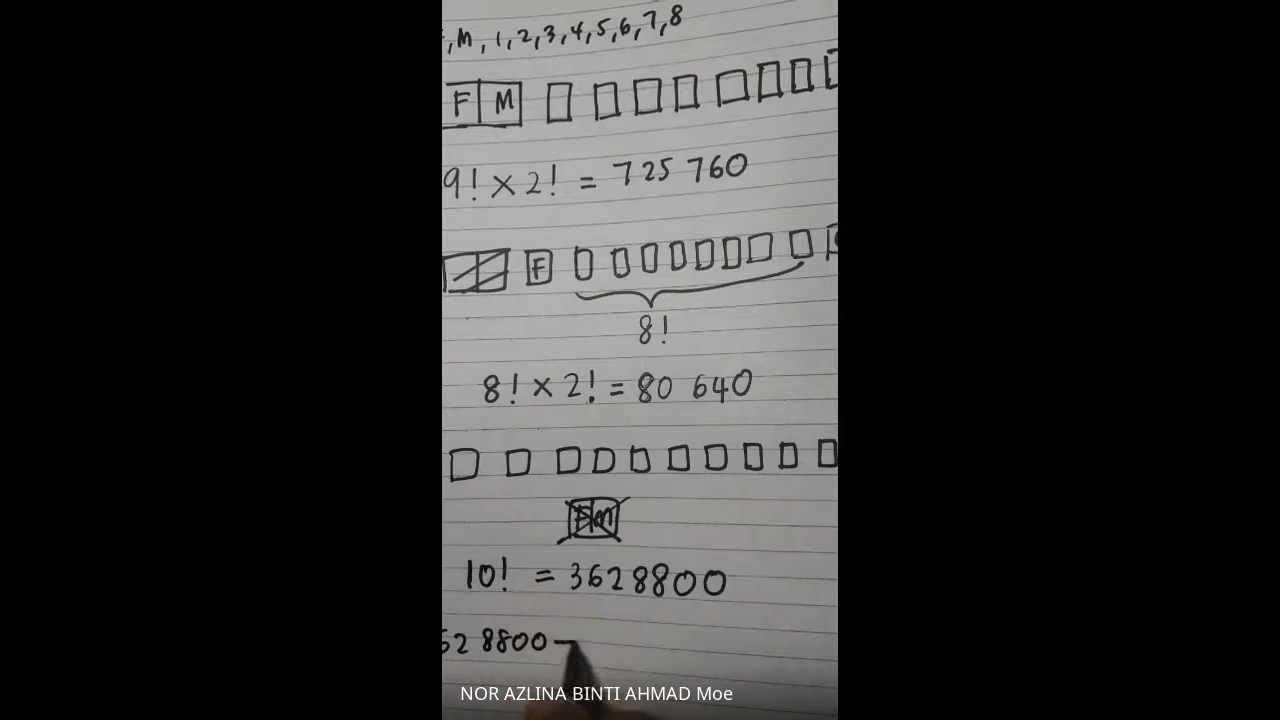 , M, 1, 2, 3, 4, 5, 6, 7, 8
F M
9! × 2! = 725 760
F
8!
8! × 2! = 80 640
F M
10! = 3628800
628800 —
NOR AZLINA BINTI AHMAD Moe